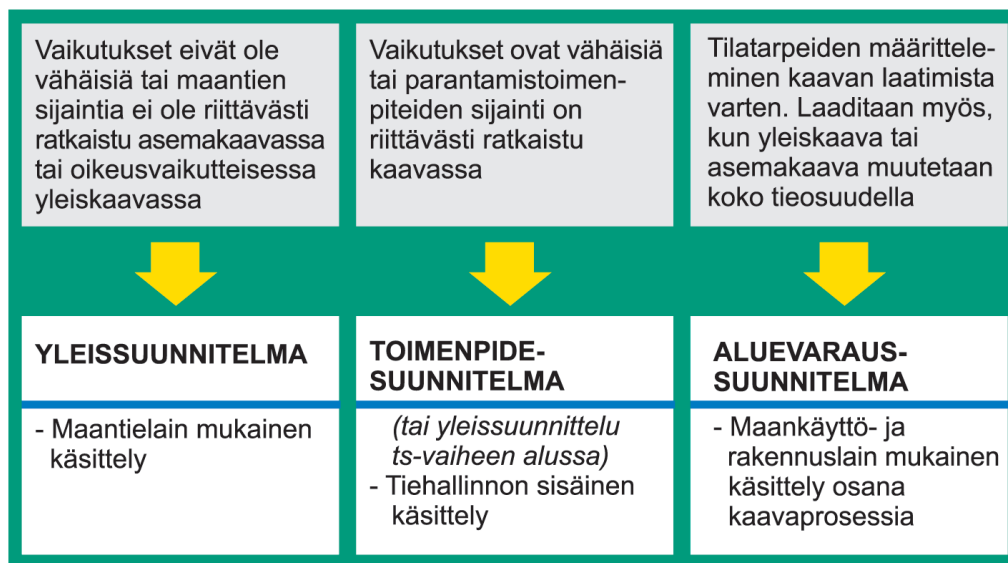 Vaikutukset eivät ole
vähäisiä tai maantien
sijaintia ei ole riittävästi
ratkaistu asemakaavassa
tai oikeusvaikutteisessa
yleiskaavassa
Vaikutukset ovat vähäisiä
tai parantamistoimen-
piteiden sijainti on
riittävästi ratkaistu
kaavassa
Tilatarpeiden määrittele-
minen kaavan laatimista
varten. Laaditaan myös,
kun yleiskaava tai
asemakaava muutetaan
koko tieosuudella
YLEISSUUNNITELMA
- Maantielain mukainen
käsittely
TOIMENPIDE-
SUUNNITELMA
(tai yleissuunnittelu
ts-vaiheen alussa)
- Tiehallinnon sisäinen
käsittely
ALUEVARAUS-
SUUNNITELMA
- Maankäyttö- ja
rakennuslain mukainen
käsittely osana
kaavaprosessia